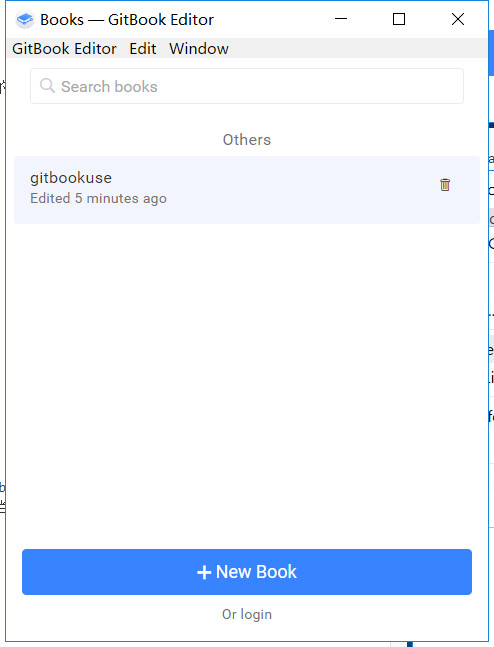 Books — GitBook Editor
GitBook Editor Edit Window
Search books
Others
gitbookuse
Edited 5 minutes ago
+ New Book
Or login